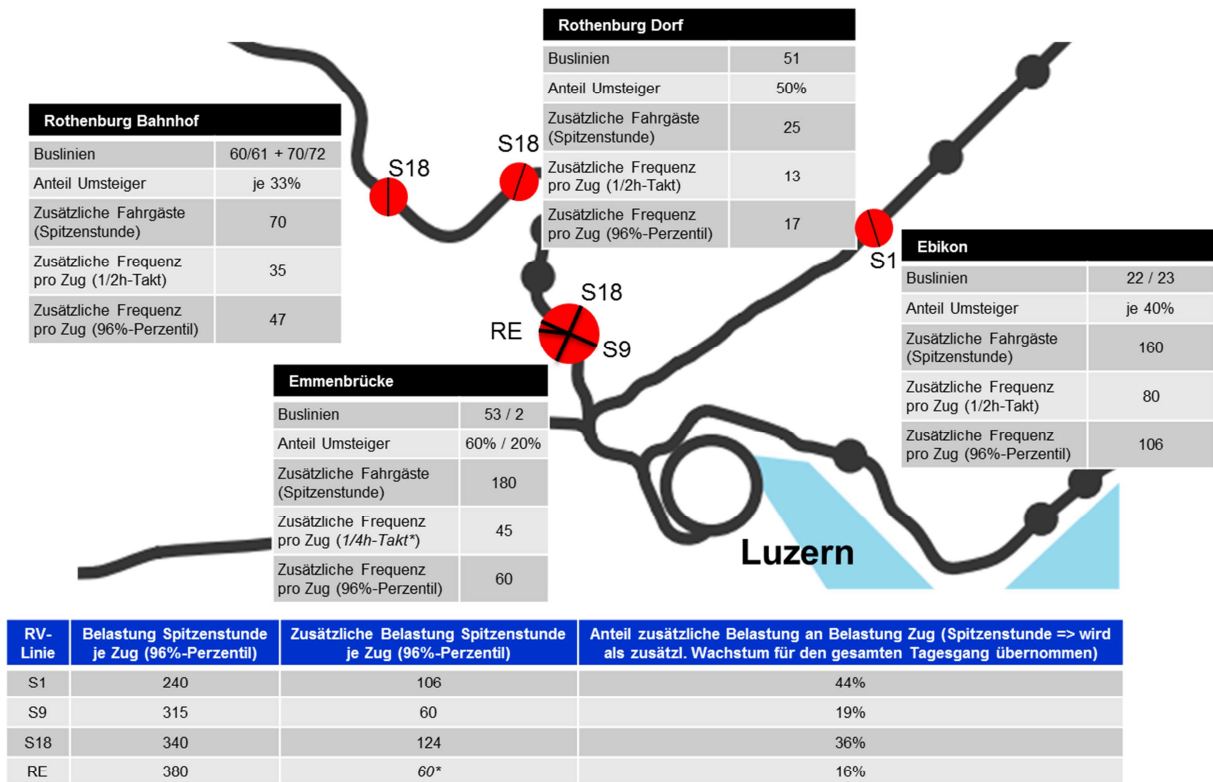 Rothenburg Dorf
Buslinien 51
Anteil Umsteiger 50%
Zusätzliche Fahrgäste
(Spitzenstunde) 25
Zusätzliche Frequenz
pro Zug (1/2h-Takt) 13
Zusätzliche Frequenz
pro Zug (96%-Perzentil) 17
Rothenburg Bahnhof
Buslinien 60/61 + 70/72
Anteil Umsteiger je 33%
Zusätzliche Fahrgäste
(Spitzenstunde) 70
Zusätzliche Frequenz
pro Zug (1/2h-Takt) 35
Zusätzliche Frequenz
pro Zug (96%-Perzentil) 47
S18
S18
S1
Ebikon
Buslinien 22 / 23
Anteil Umsteiger je 40%
Zusätzliche Fahrgäste
(Spitzenstunde) 160
Zusätzliche Frequenz
pro Zug (1/2h-Takt) 80
Zusätzliche Frequenz
pro Zug (96%-Perzentil) 106
S18
RE
S9
Emmenbrücke
Buslinien 53 / 2
Anteil Umsteiger 60% / 20%
Zusätzliche Fahrgäste
(Spitzenstunde) 180
Zusätzliche Frequenz
pro Zug (1/4h-Takt*) 45
Zusätzliche Frequenz
pro Zug (96%-Perzentil) 60
Luzern
RV-
Linie
Belastung Spitzenstunde
je Zug (96%-Perzentil)
Zusätzliche Belastung Spitzenstunde
je Zug (96%-Perzentil)
Anteil zusätzliche Belastung an Belastung Zug (Spitzenstunde => wird
als zusätzl. Wachstum für den gesamten Tagesgang übernommen)
S1 240 106 44%
S9 315 60 19%
S18 340 124 36%
RE 380 60* 16%